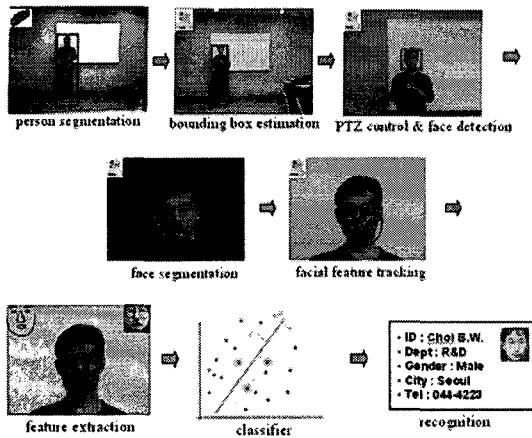 person segmentation
bounding box estimation
PTZ control & face detection
face segmentation
facial feature tracking
feature extraction
classifier
- ID : Choi B.W.
- Dept : R&D
- Gender : Male
- City : Seoul
- Tel : 044-4223
recognition